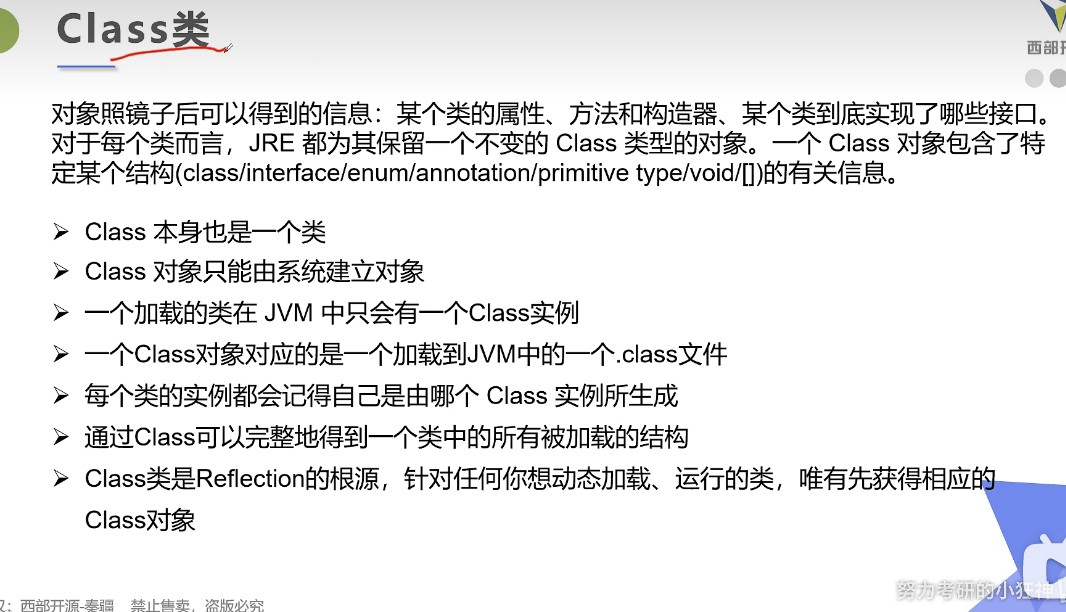 Class类
西部开
对象照镜子后可以得到的信息：某个类的属性、方法和构造器、某个类到底实现了哪些接口。
对于每个类而言，JRE 都为其保留一个不变的 Class 类型的对象。一个 Class 对象包含了特
定某个结构(class/interface/enum/annotation/primitive type/void/[])的有关信息。
➢ Class 本身也是一个类
➢ Class 对象只能由系统建立对象
➢ 一个加载的类在 JVM 中只会有一个Class实例
➢ 一个Class对象对应的是一个加载到JVM中的一个.class文件
➢ 每个类的实例都会记得自己是由哪个 Class 实例所生成
➢ 通过Class可以完整地得到一个类中的所有被加载的结构
➢ Class类是Reflection的根源，针对任何你想动态加载、运行的类，唯有先获得相应的
Class对象
努力考研的小狂神
：西部开源-秦疆 禁止售卖，盗版必究